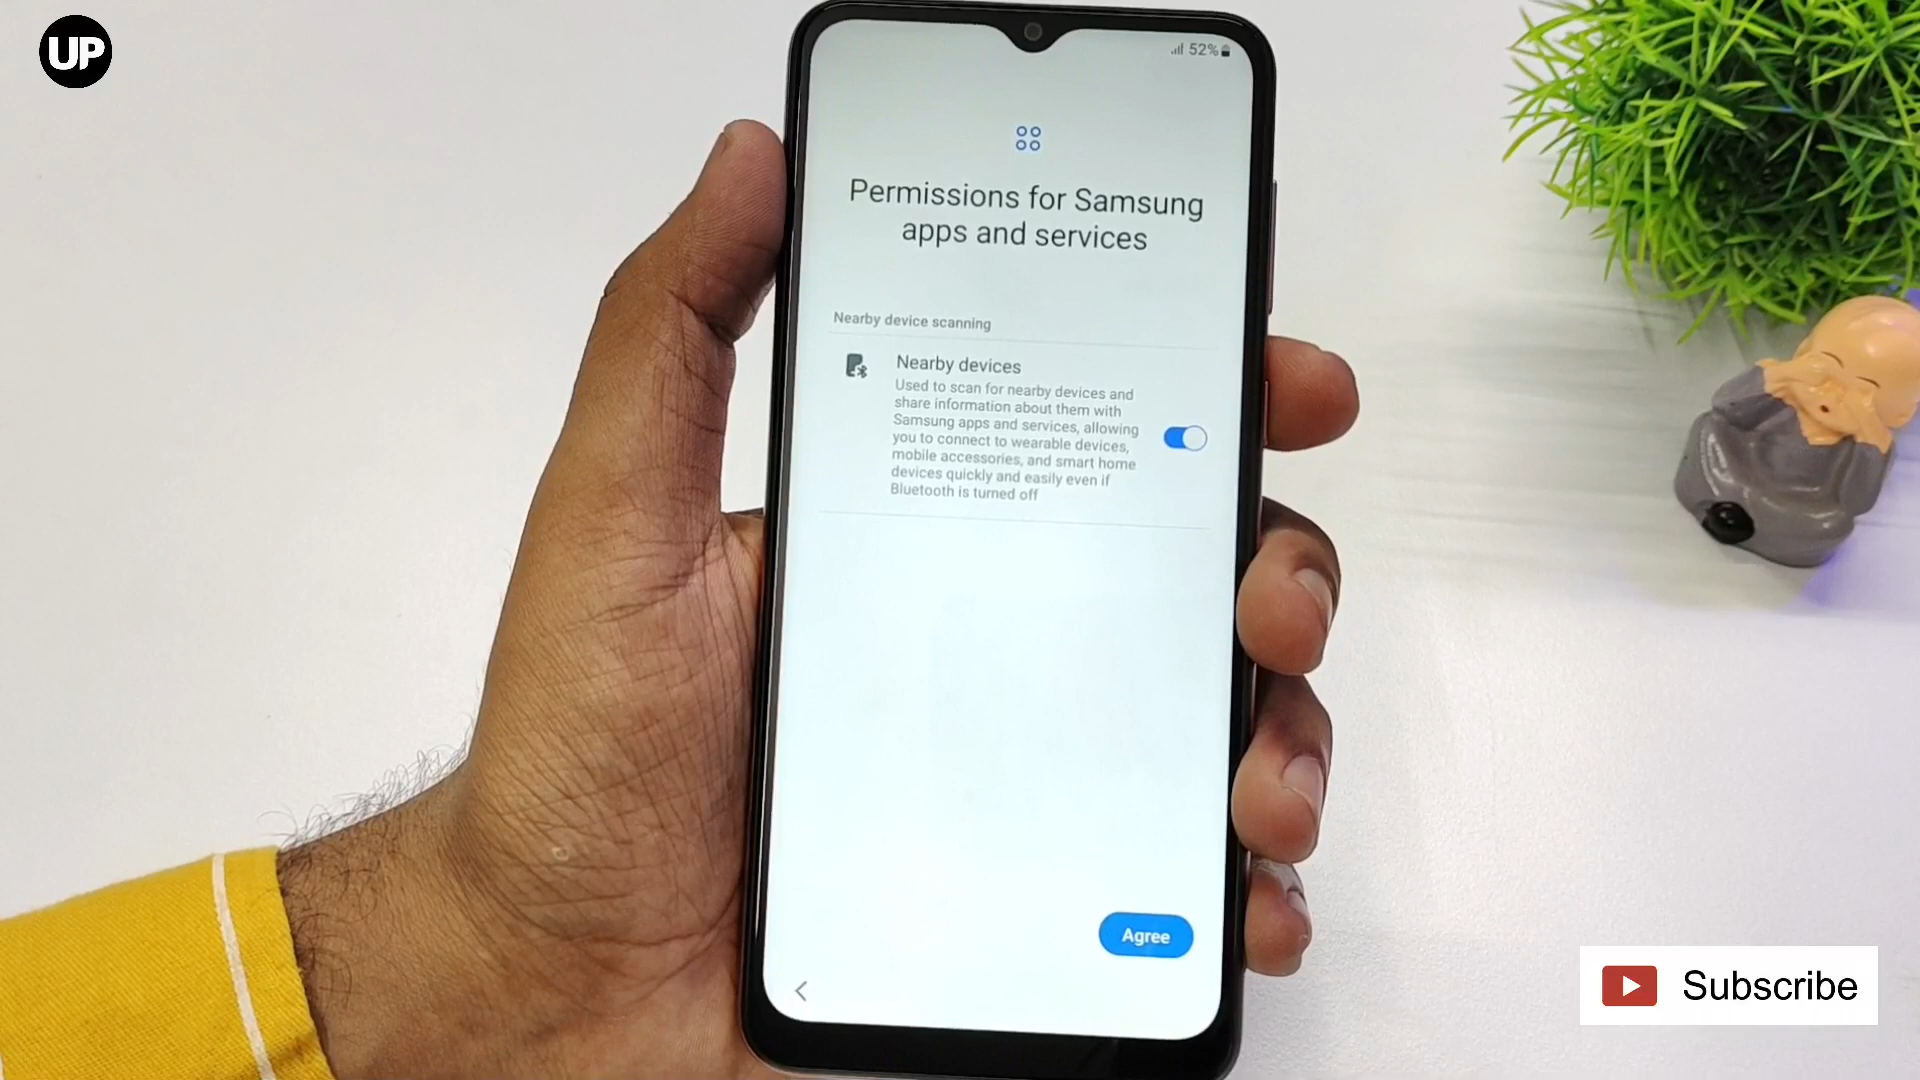 UP
52%
Permissions for Samsung
apps and services
Nearby device scanning
Nearby devices
Used to scan for nearby devices and
share information about them with
Samsung apps and services, allowing
you to connect to wearable devices,
mobile accessories, and smart home
devices quickly and easily even if
Bluetooth is turned off
Agree
Subscribe